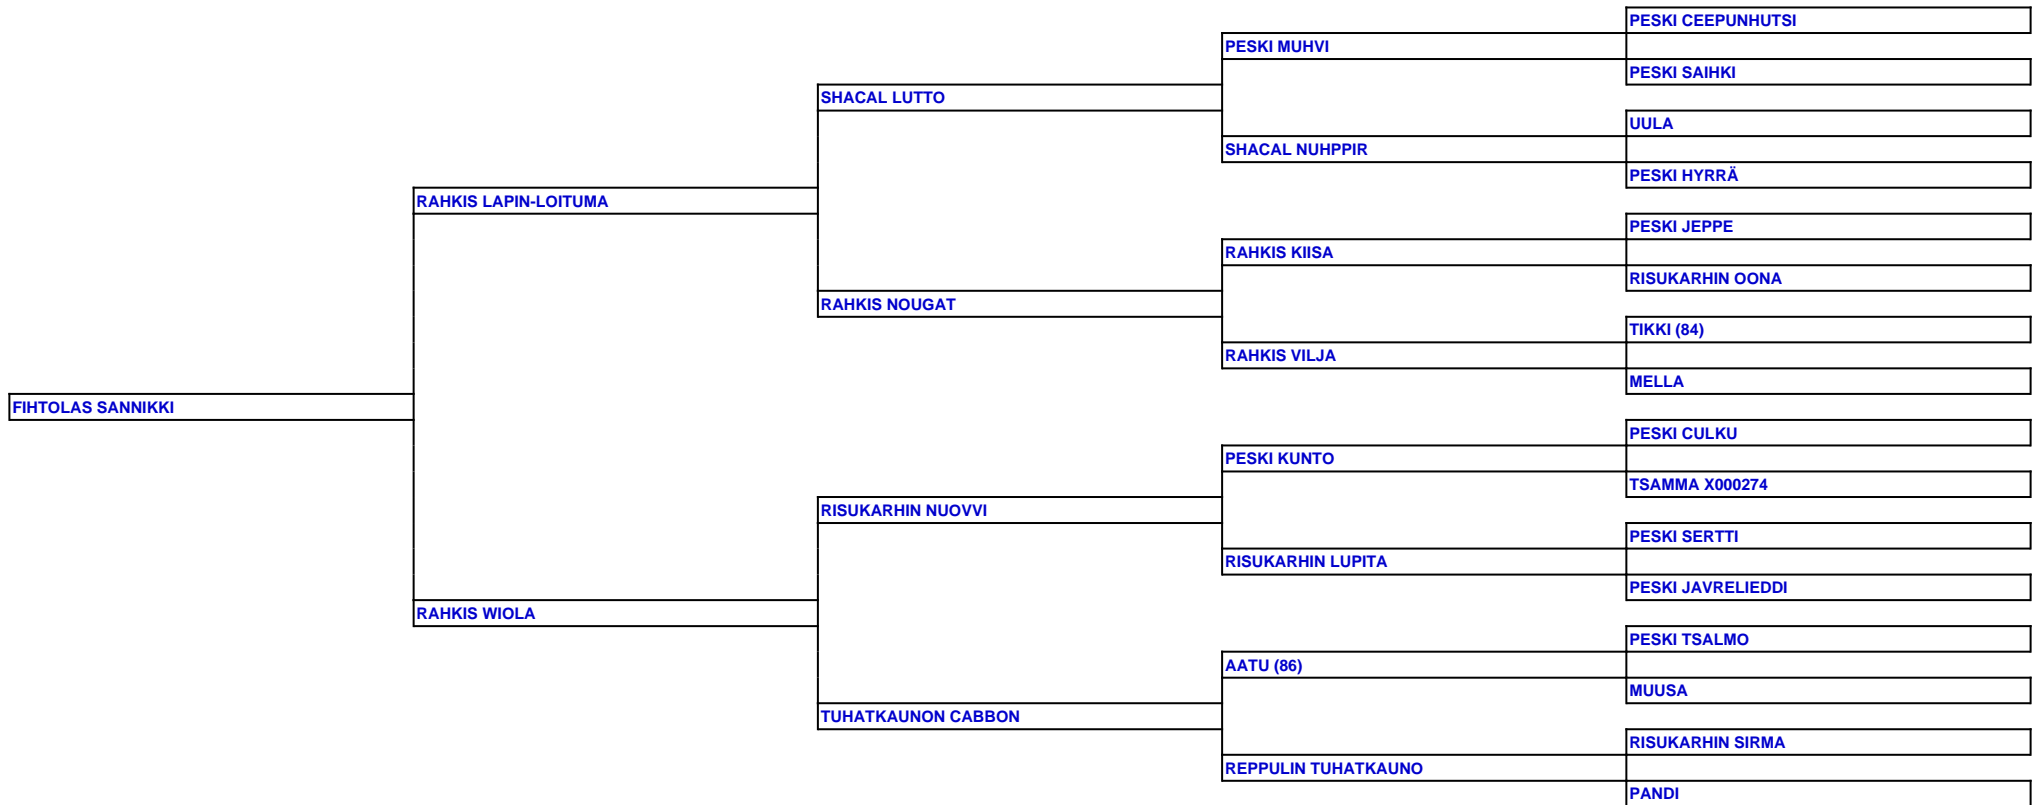 PESKI CEEPUNHUTSI
PESKI MUHVI
PESKI SAIHKI
SHACAL LUTTO
UULA
SHACAL NUHPPIR
PESKI HYRRÄ
RAHKIS LAPIN-LOITUMA
PESKI JEPPE
RAHKIS KIISA
RISUKARHIN OONA
RAHKIS NOUGAT
TIKKI (84)
RAHKIS VILJA
MELLA
FIHTOLAS SANNIKKI
PESKI CULKU
PESKI KUNTO
TSAMMA X000274
RISUKARHIN NUOVVI
PESKI SERTTI
RISUKARHIN LUPITA
PESKI JAVRELIEDDI
RAHKIS WIOLA
PESKI TSALMO
AATU (86)
MUUSA
TUHATKAUNON CABBON
RISUKARHIN SIRMA
REPPULIN TUHATKAUNO
PANDI